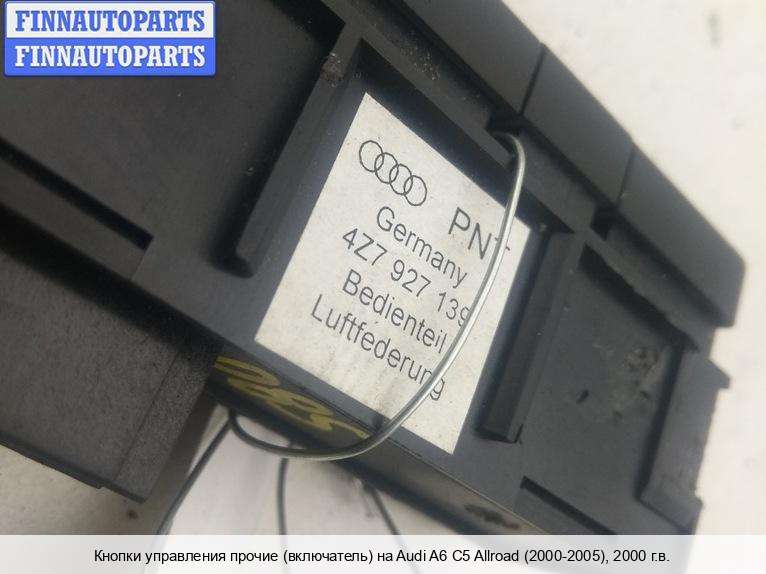 FINNAUTOPARTS
FINNAUTOPARTS
PNT
Germany
4Z7 927 139
Bedienteil
Luftfederung
Кнопки управления прочие (включатель) на Audi A6 C5 Allroad (2000-2005), 2000 г.в.